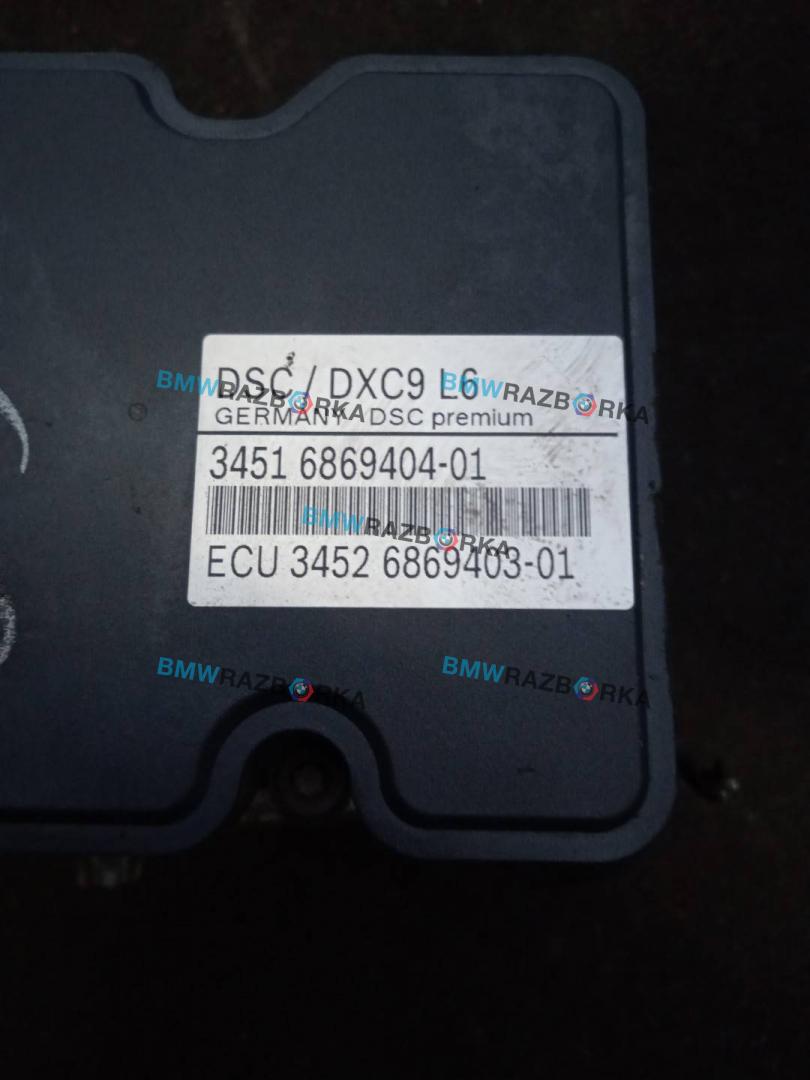 DSC / DXC9 L6
GERMANY DSC premium
3451 6869404-01
ECU 3452 6869403-01
BMWRAZBORKA
BMWRAZBORKA
BMWRAZBORKA
BMWRAZBORKA
BMWRAZBORKA